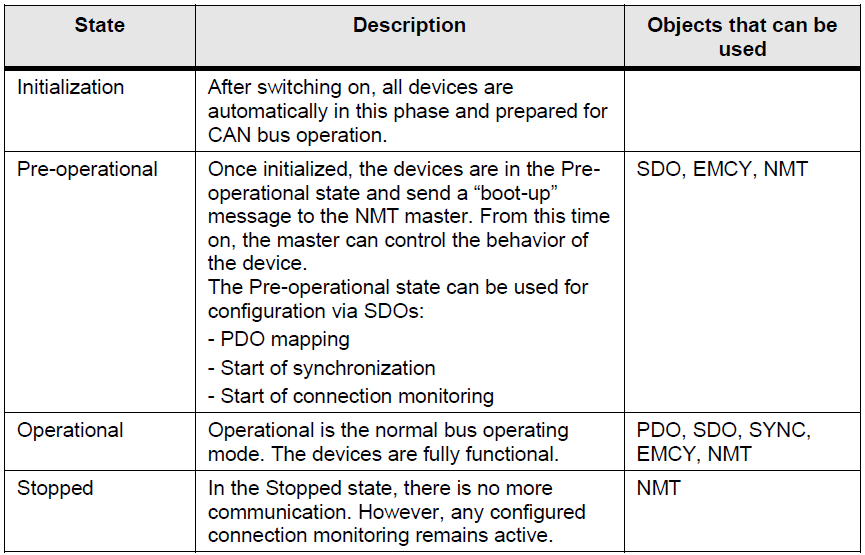 State
Description
Objects that can be
used
Initialization
After switching on, all devices are
automatically in this phase and prepared for
CAN bus operation.
Pre-operational
Once initialized, the devices are in the Pre-
operational state and send a “boot-up”
message to the NMT master. From this time
on, the master can control the behavior of
the device.
The Pre-operational state can be used for
configuration via SDOs:
- PDO mapping
- Start of synchronization
- Start of connection monitoring
SDO, EMCY, NMT
Operational
Operational is the normal bus operating
mode. The devices are fully functional.
PDO, SDO, SYNC,
EMCY, NMT
Stopped
In the Stopped state, there is no more
communication. However, any configured
connection monitoring remains active.
NMT